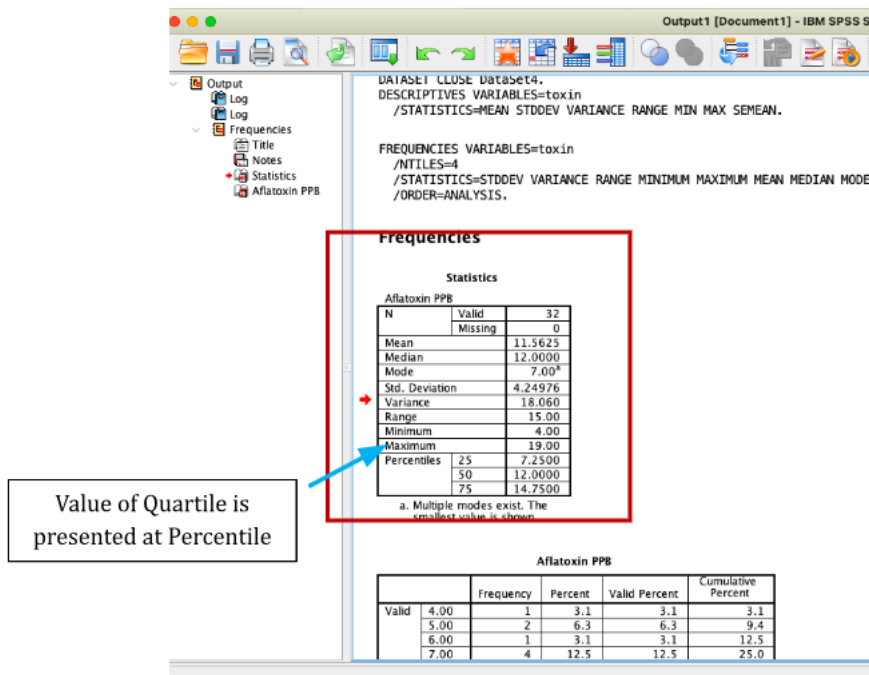 Output1 [Document1] - IBM SPSS S
Output
Log
Log
Frequencies
Title
Notes
Statistics
Aflatoxin PPB
DATASET CLOSE DataSet4.
DESCRIPTIVES VARIABLES=toxin
/STATISTICS=MEAN STDDEV VARIANCE RANGE MIN MAX SEMEAN.
FREQUENCIES VARIABLES=toxin
/NTILES=4
/STATISTICS=STDDEV VARIANCE RANGE MINIMUM MAXIMUM MEAN MEDIAN MODE
/ORDER=ANALYSIS.
Frequencies
Statistics
Aflatoxin PPB
N Valid 32
Missing 0
Mean 11.5625
Median 12.0000
Mode 7.00a
Std. Deviation 4.24976
Variance 18.060
Range 15.00
Minimum 4.00
Maximum 19.00
Percentiles 25 7.2500
50 12.0000
75 14.7500
a. Multiple modes exist. The
smallest value is shown
Value of Quartile is
presented at Percentile
Aflatoxin PPB
Frequency Percent Valid Percent Cumulative
Percent
Valid 4.00 1 3.1 3.1 3.1
5.00 2 6.3 6.3 9.4
6.00 1 3.1 3.1 12.5
7.00 4 12.5 12.5 25.0